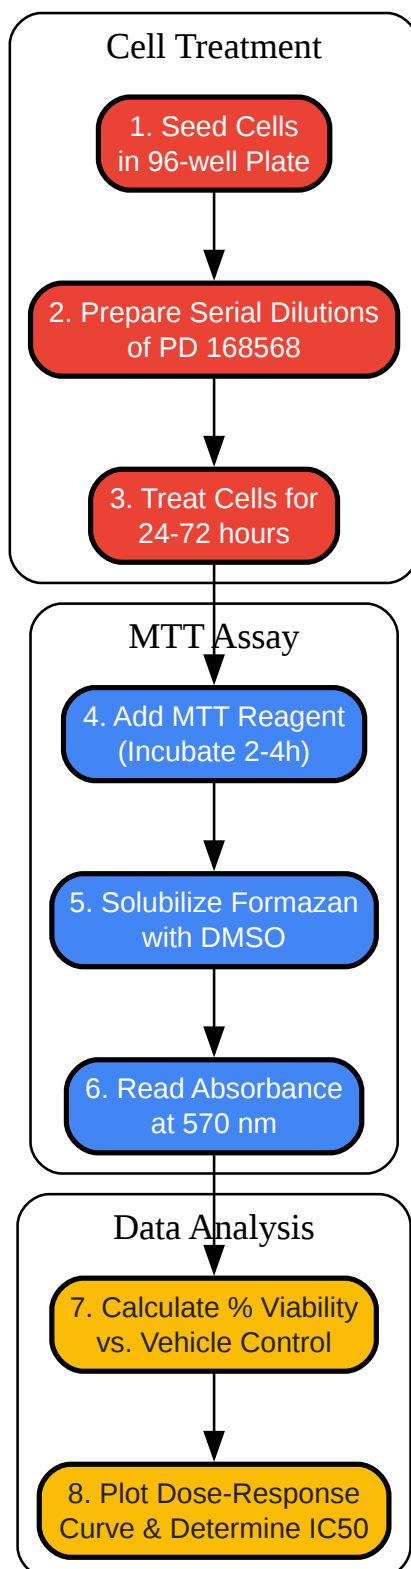 Cell Treatment
1. Seed Cells
in 96-well Plate
2. Prepare Serial Dilutions
of PD 168568
3. Treat Cells for
24-72 hours
MTT Assay
4. Add MTT Reagent
(Incubate 2-4h)
5. Solubilize Formazan
with DMSO
6. Read Absorbance
at 570 nm
Data Analysis
7. Calculate % Viability
vs. Vehicle Control
8. Plot Dose-Response
Curve & Determine IC50